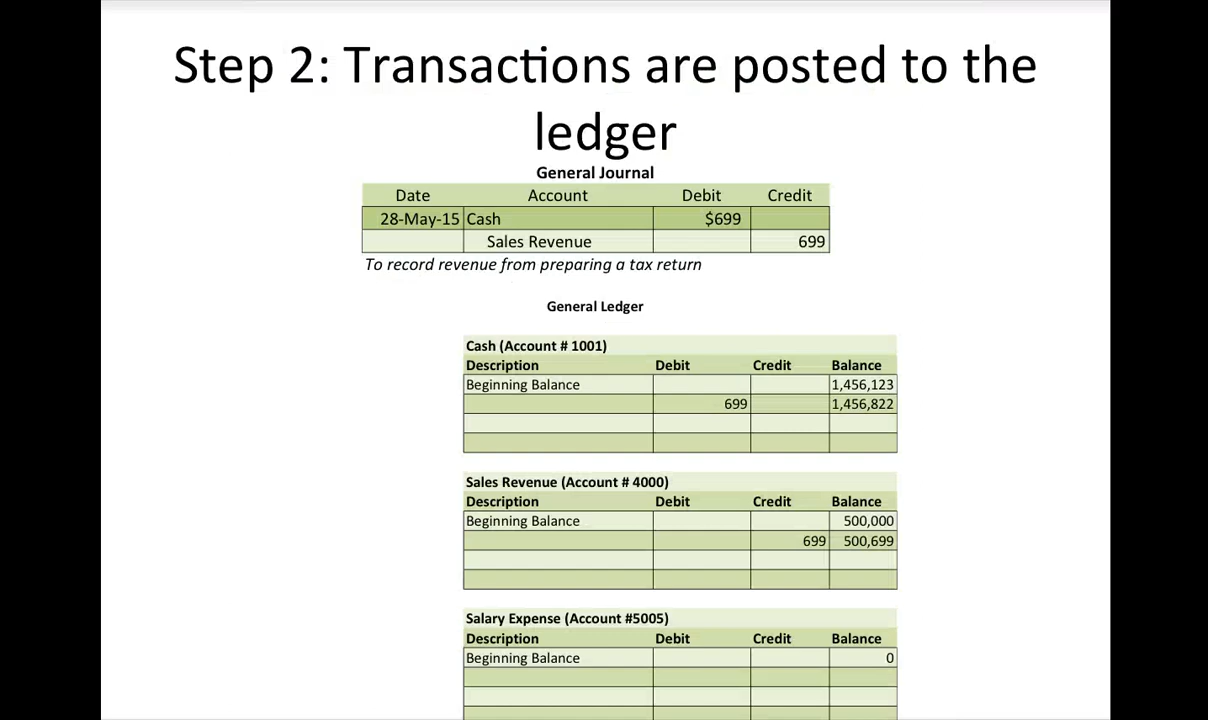 Step 2: Transactions are posted to the
ledger
General Journal
Date Account Debit Credit
28-May-15 Cash $699
Sales Revenue 699
To record revenue from preparing a tax return
General Ledger
Cash (Account # 1001)
Description Debit Credit Balance
Beginning Balance 1,456,123
699 1,456,822
Sales Revenue (Account # 4000)
Description Debit Credit Balance
Beginning Balance 500,000
699 500,699
Salary Expense (Account #5005)
Description Debit Credit Balance
Beginning Balance 0